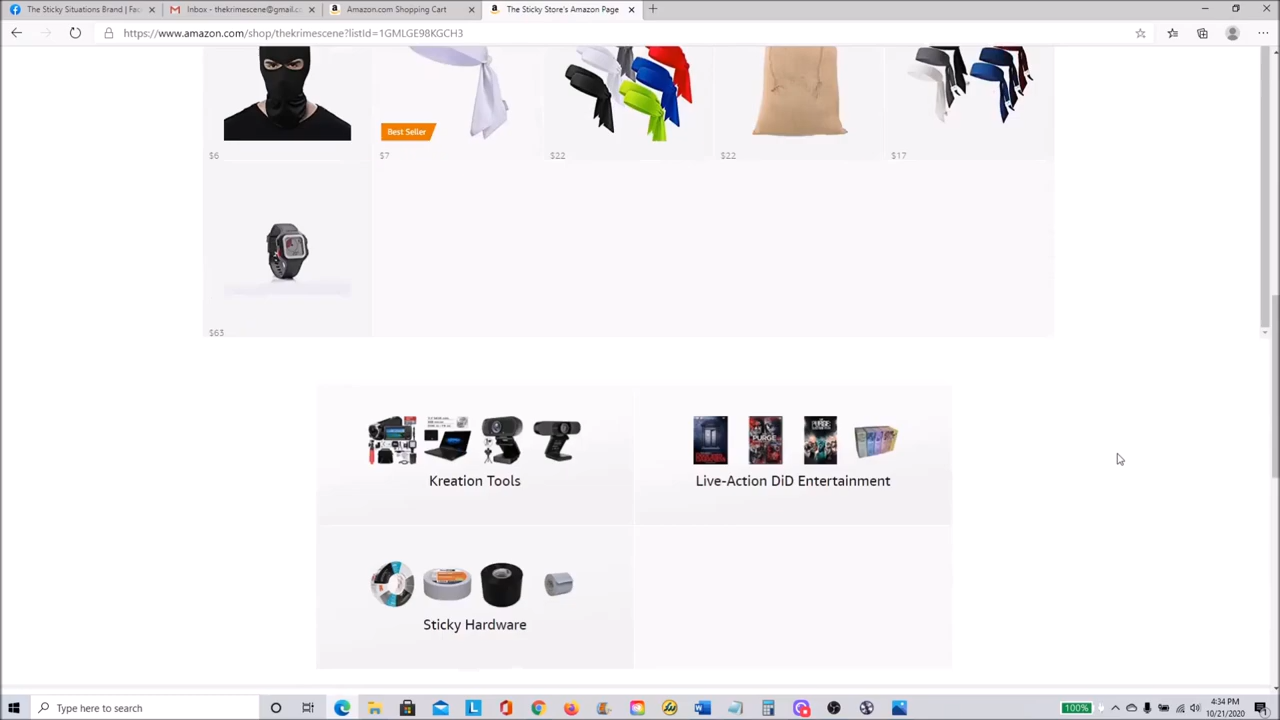 The Sticky Situations Brand | Fac
Inbox - thekrimescene@gmail.c
Amazon.com Shopping Cart
The Sticky Store's Amazon Page
https://www.amazon.com/shop/thekrimescene?listId=1GMLGE98KGCH3
Best Seller
$6
$7
$22
$22
$17
$63
Kreation Tools
Live-Action DiD Entertainment
Sticky Hardware
Type here to search
100%
4:34 PM
10/21/2020